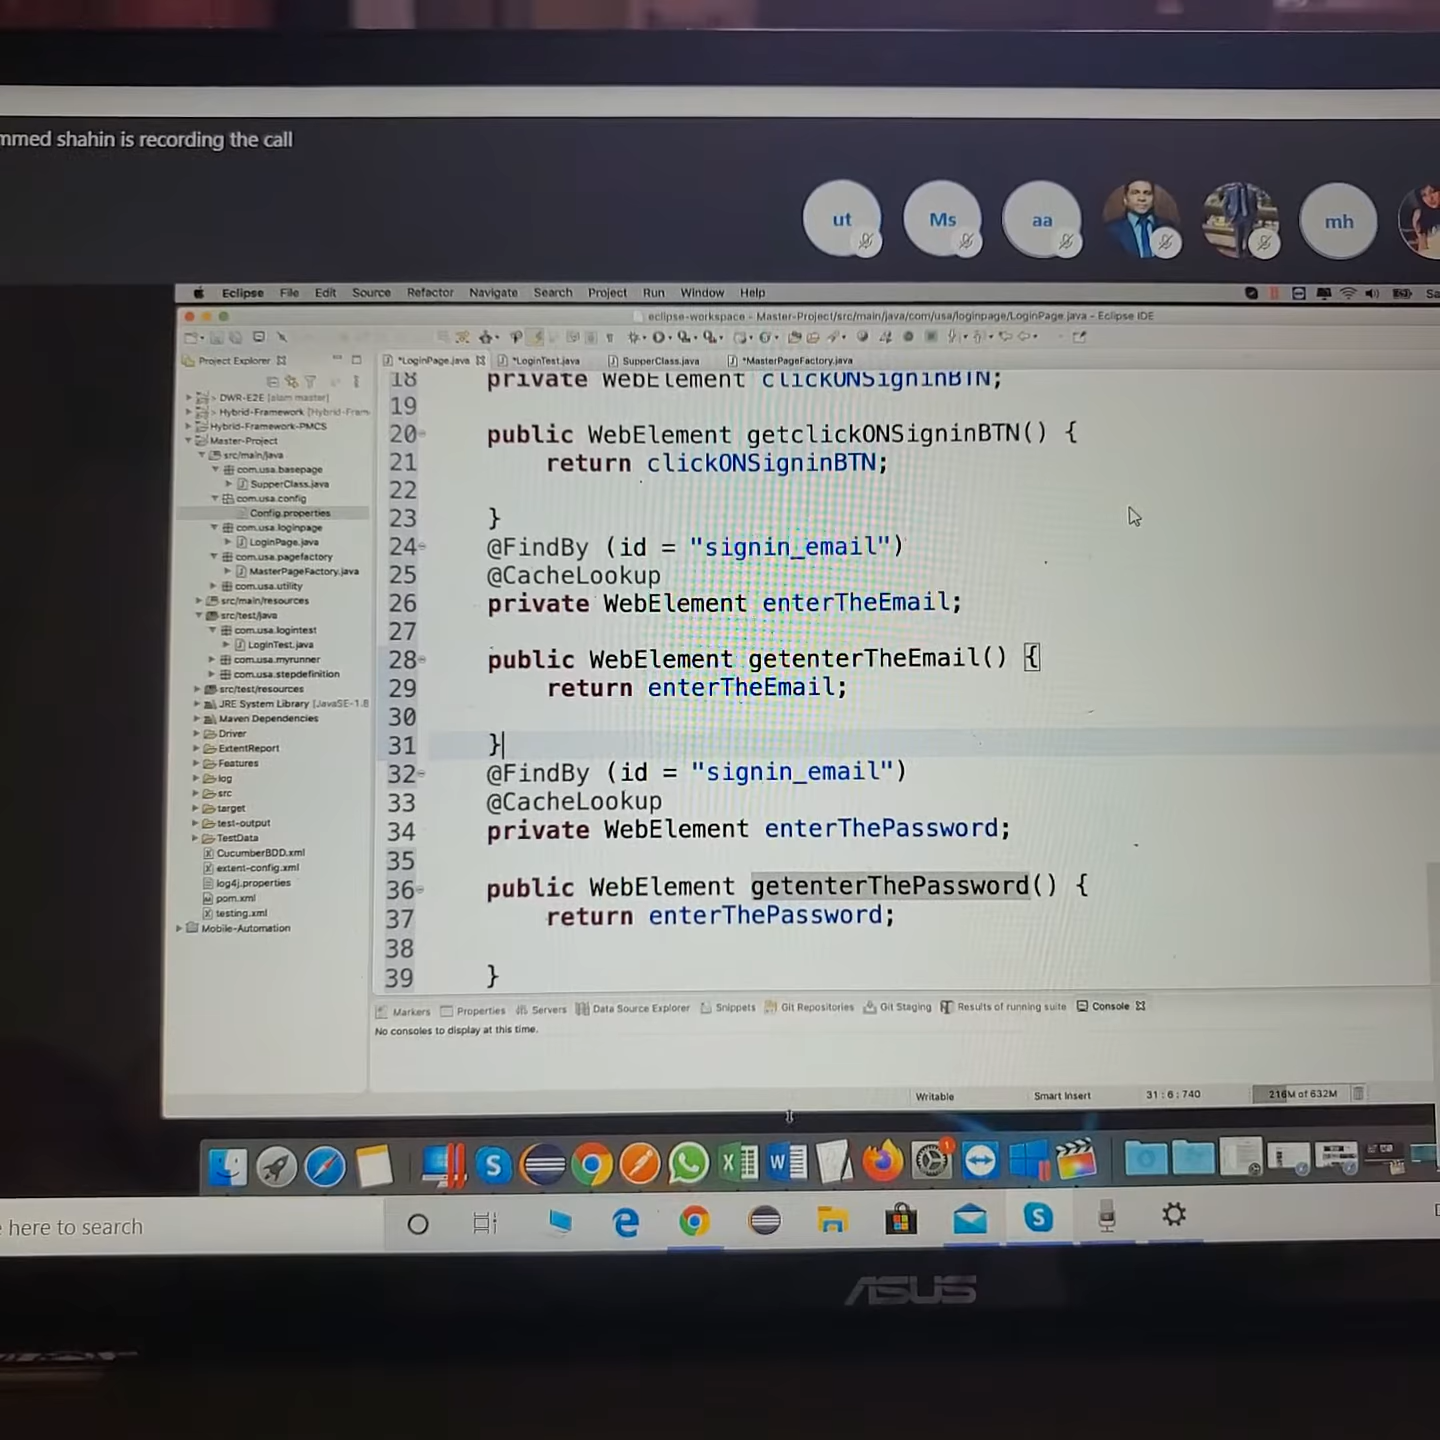 mmed shahin is recording the call
ut
Ms
aa
mh
Eclipse File Edit Source Refactor Navigate Search Project Run Window Help
eclipse-workspace - Master-Project/src/main/java/com/usa/loginpage/LoginPage.java - Eclipse IDE
Project Explorer
*LoginPage.java
*LoginTest.java
SupperClass.java
*MasterPageFactory.java
> DWR-E2E [alam master]
> Hybrid-Framework [Hybrid-Fram
Hybrid-Framework-PMCS
Master-Project
src/main/java
com.usa.basepage
SupperClass.java
com.usa.config
Config.properties
com.usa.loginpage
LoginPage.java
com.usa.pagefactory
MasterPageFactory.java
com.usa.utility
src/main/resources
src/test/java
com.usa.logintest
LoginTest.java
com.usa.myrunner
com.usa.stepdefinition
src/test/resources
JRE System Library [JavaSE-1.8
Maven Dependencies
Driver
ExtentReport
Features
log
src
target
test-output
TestData
CucumberBDD.xml
extent-config.xml
log4j.properties
pom.xml
testing.xml
Mobile-Automation
18 private WebElement clickONSigninBTN;
19
20 public WebElement getclickONSigninBTN() {
21 return clickONSigninBTN;
22
23 }
24 @FindBy (id = "signin_email")
25 @CacheLookup
26 private WebElement enterTheEmail;
27
28 public WebElement getenterTheEmail() {
29 return enterTheEmail;
30
31 }
32 @FindBy (id = "signin_email")
33 @CacheLookup
34 private WebElement enterThePassword;
35
36 public WebElement getenterThePassword() {
37 return enterThePassword;
38
39 }
Markers Properties Servers Data Source Explorer Snippets Git Repositories Git Staging Results of running suite Console
No consoles to display at this time.
Writable Smart Insert 31 : 6 : 740 216M of 632M
here to search
ASUS